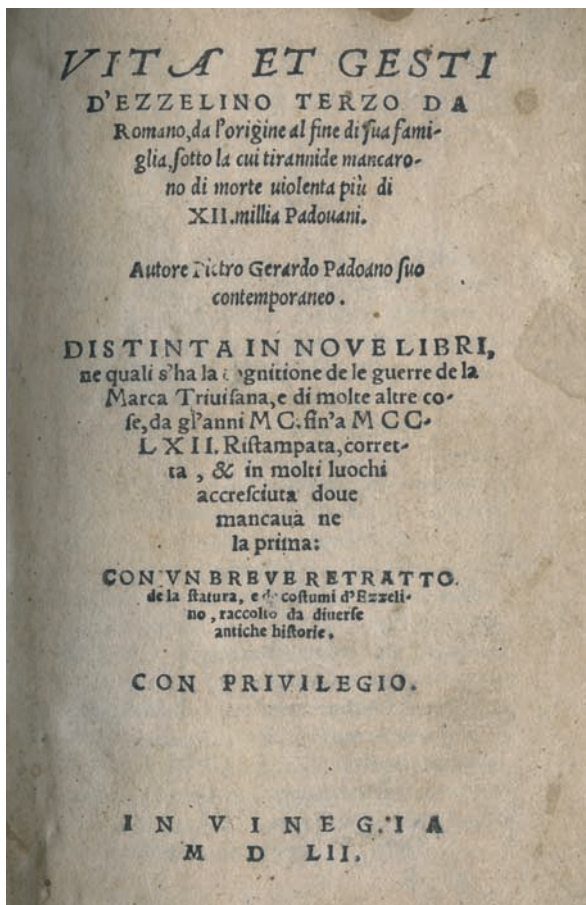 VITA ET GESTI
D'EZZELINO TERZO DA
Romano, da l'origine al fine di ſua fami-
glia, ſotto la cui tirannide mancaro-
no di morte uiolenta più di
XII. millia Padouani.
Autore Pietro Gerardo Padoano ſuo
contemporaneo.
DISTINTA IN NOVE LIBRI,
ne quali s'ha la cognitione de le guerre de la
Marca Triuiſana, e di molte altre co-
ſe, da gl'anni M C. fin'a M C C-
L X I I. Riſtampata, corret-
ta, & in molti luochi
accreſciuta doue
mancaua ne
la prima:
CON VN BREVE RETRATTO.
de la ſtatura, e de coſtumi d'Ezzeli-
no, raccolto da diuerſe
antiche hiſtorie.
CON PRIVILEGIO.
IN VINEGIA
M D LII.